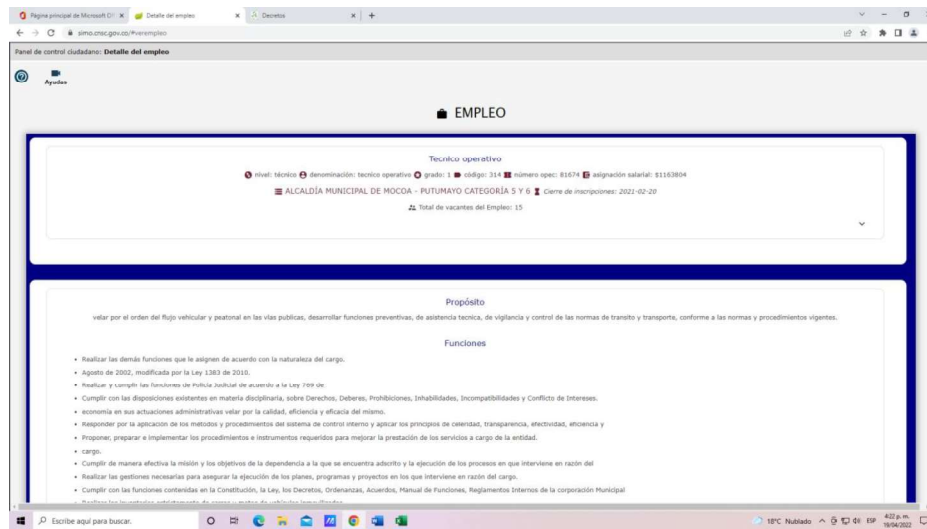 Página principal de Microsoft Of
Detalle del empleo
Decretos
simo.cnsc.gov.co/#verempleo
Panel de control ciudadano: Detalle del empleo
Ayudas
EMPLEO
Tecnico operativo
nivel: técnico denominación: tecnico operativo grado: 1 código: 314 número opec: 81674 asignación salarial: $1163804
ALCALDÍA MUNICIPAL DE MOCOA - PUTUMAYO CATEGORÍA 5 Y 6 Cierre de inscripciones: 2021-02-20
Total de vacantes del Empleo: 15
Propósito
velar por el orden del flujo vehicular y peatonal en las vias publicas, desarrollar funciones preventivas, de asistencia tecnica, de vigilancia y control de las normas de transito y transporte, conforme a las normas y procedimientos vigentes.
Funciones
• Realizar las demás funciones que le asignen de acuerdo con la naturaleza del cargo.
• Agosto de 2002, modificada por la Ley 1383 de 2010.
• Realizar y cumplir las funciones de Policía Judicial de acuerdo a la Ley 769 de
• Cumplir con las disposiciones existentes en materia disciplinaria, sobre Derechos, Deberes, Prohibiciones, Inhabilidades, Incompatibilidades y Conflicto de Intereses.
• economía en sus actuaciones administrativas velar por la calidad, eficiencia y eficacia del mismo.
• Responder por la aplicación de los métodos y procedimientos del sistema de control interno y aplicar los principios de celeridad, transparencia, efectividad, eficiencia y
• Proponer, preparar e implementar los procedimientos e instrumentos requeridos para mejorar la prestación de los servicios a cargo de la entidad.
• cargo.
• Cumplir de manera efectiva la misión y los objetivos de la dependencia a la que se encuentra adscrito y la ejecución de los procesos en que interviene en razón del
• Realizar las gestiones necesarias para asegurar la ejecución de los planes, programas y proyectos en los que interviene en razón del cargo.
• Cumplir con las funciones contenidas en la Constitución, la Ley, los Decretos, Ordenanzas, Acuerdos, Manual de Funciones, Reglamentos Internos de la corporación Municipal
Escribe aquí para buscar.
18°C Nublado
ESP
4:22 p. m.
19/04/2022